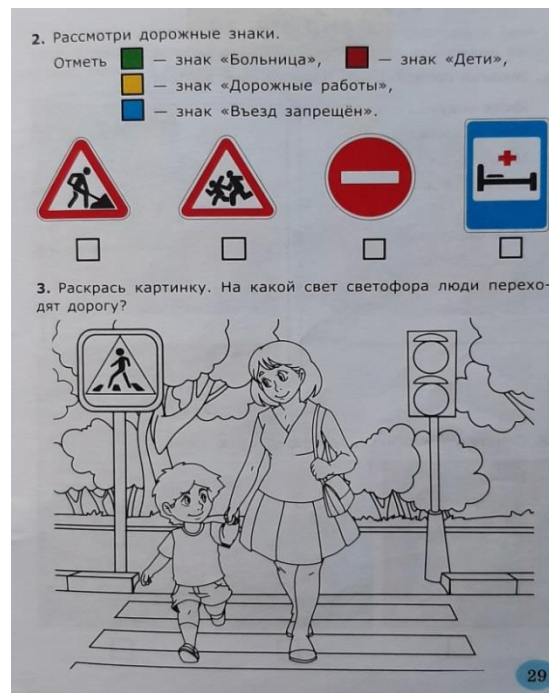 2. Рассмотри дорожные знаки.
Отметь — знак «Больница», — знак «Дети»,
— знак «Дорожные работы»,
— знак «Въезд запрещён».
3. Раскрась картинку. На какой свет светофора люди перехо-
дят дорогу?
29